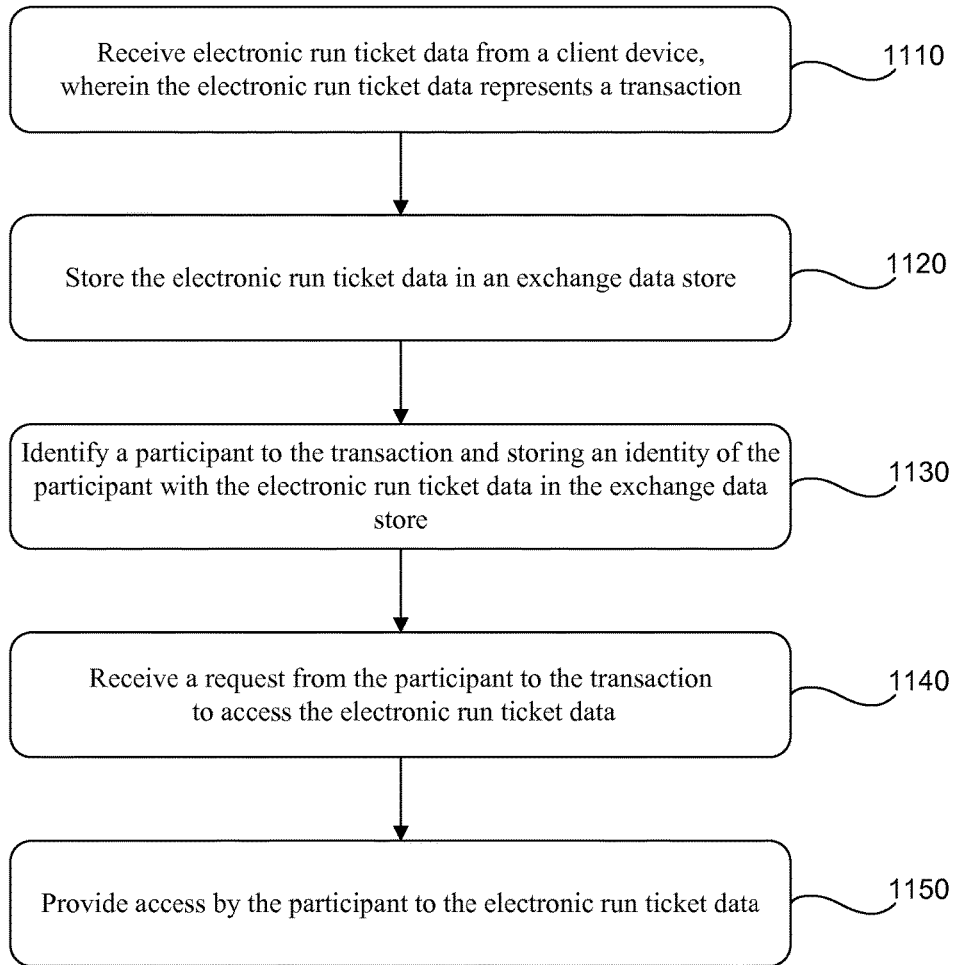 Receive electronic run ticket data from a client device,
wherein the electronic run ticket data represents a transaction
1110
Store the electronic run ticket data in an exchange data store
1120
Identify a participant to the transaction and storing an identity of the
participant with the electronic run ticket data in the exchange data
store
1130
Receive a request from the participant to the transaction
to access the electronic run ticket data
1140
Provide access by the participant to the electronic run ticket data
1150